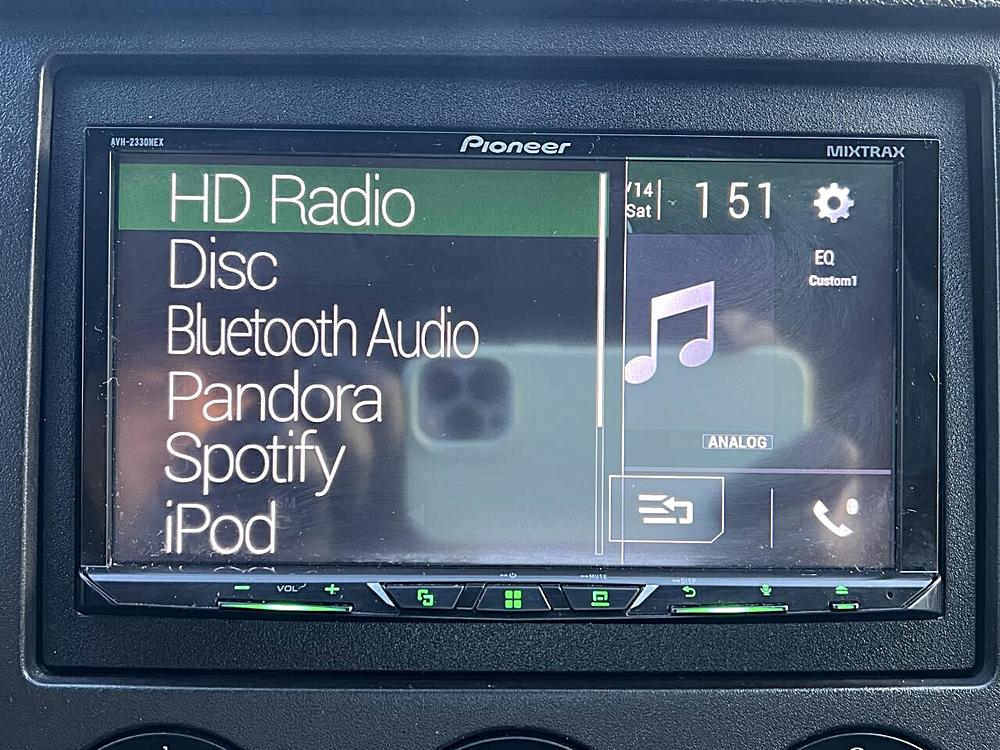 AVH-2330NEX
Pioneer
MIXTRAX
HD Radio
Disc
Bluetooth Audio
Pandora
Spotify
iPod
/14
Sat
1 51
EQ
Custom1
ANALOG
VOL
MUTE
DISP